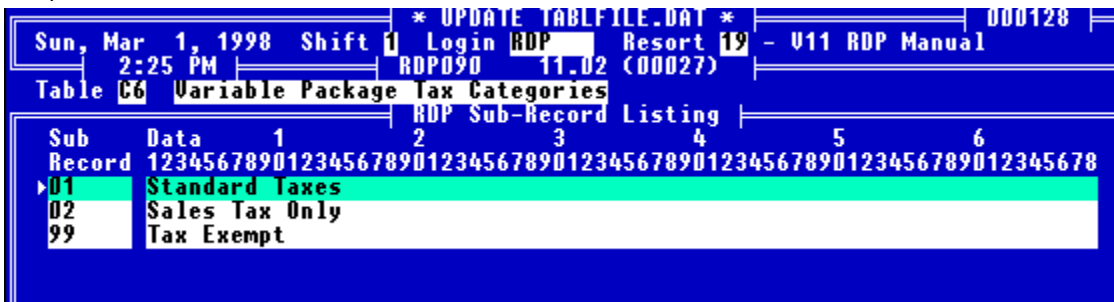 * UPDATE TABLFILE.DAT * 000128
Sun, Mar 1, 1998 Shift 1 Login RDP Resort 19 - V11 RDP Manual
2:25 PM RDP090 11.02 (00027)
Table C6 Variable Package Tax Categories
RDP Sub-Record Listing
Sub Data 1 2 3 4 5 6
Record 12345678901234567890123456789012345678901234567890123456789012345678
01 Standard Taxes
02 Sales Tax Only
99 Tax Exempt